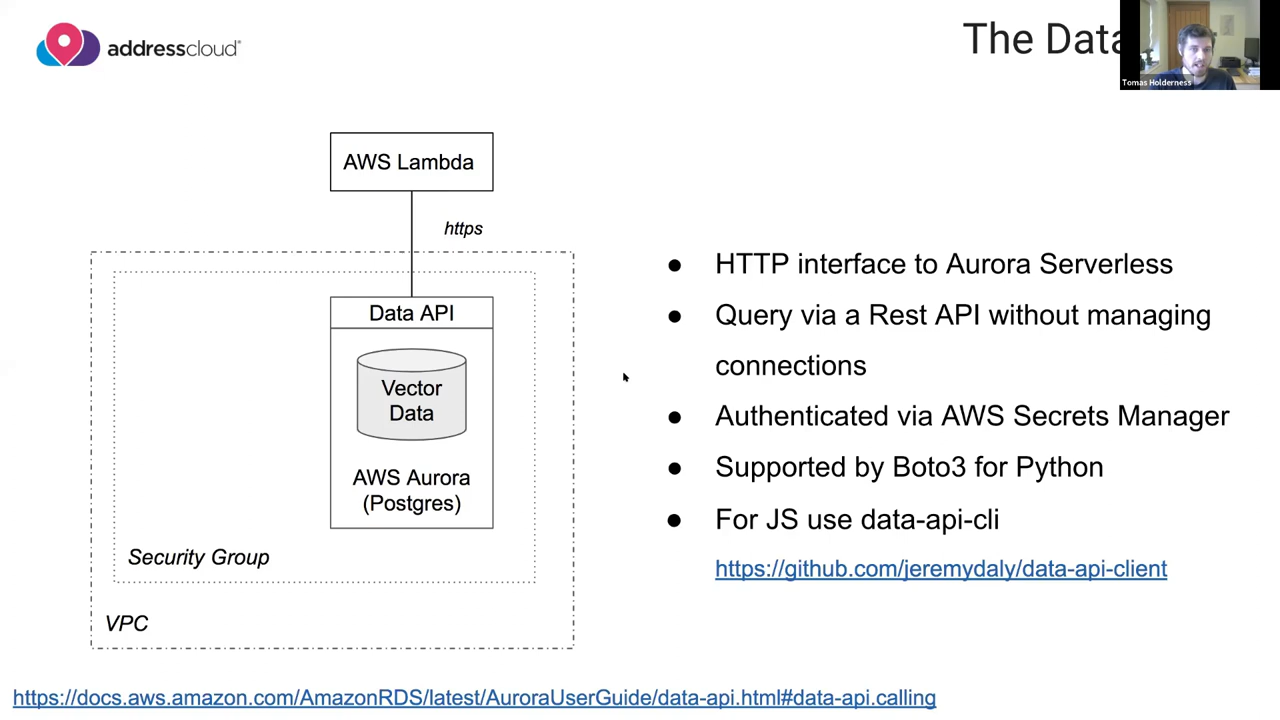 addresscloud®
The Data
Tomas Holderness
AWS Lambda
https
Data API
Vector
Data
AWS Aurora
(Postgres)
Security Group
VPC
● HTTP interface to Aurora Serverless
● Query via a Rest API without managing
connections
● Authenticated via AWS Secrets Manager
● Supported by Boto3 for Python
● For JS use data-api-cli
https://github.com/jeremydaly/data-api-client
https://docs.aws.amazon.com/AmazonRDS/latest/AuroraUserGuide/data-api.html#data-api.calling